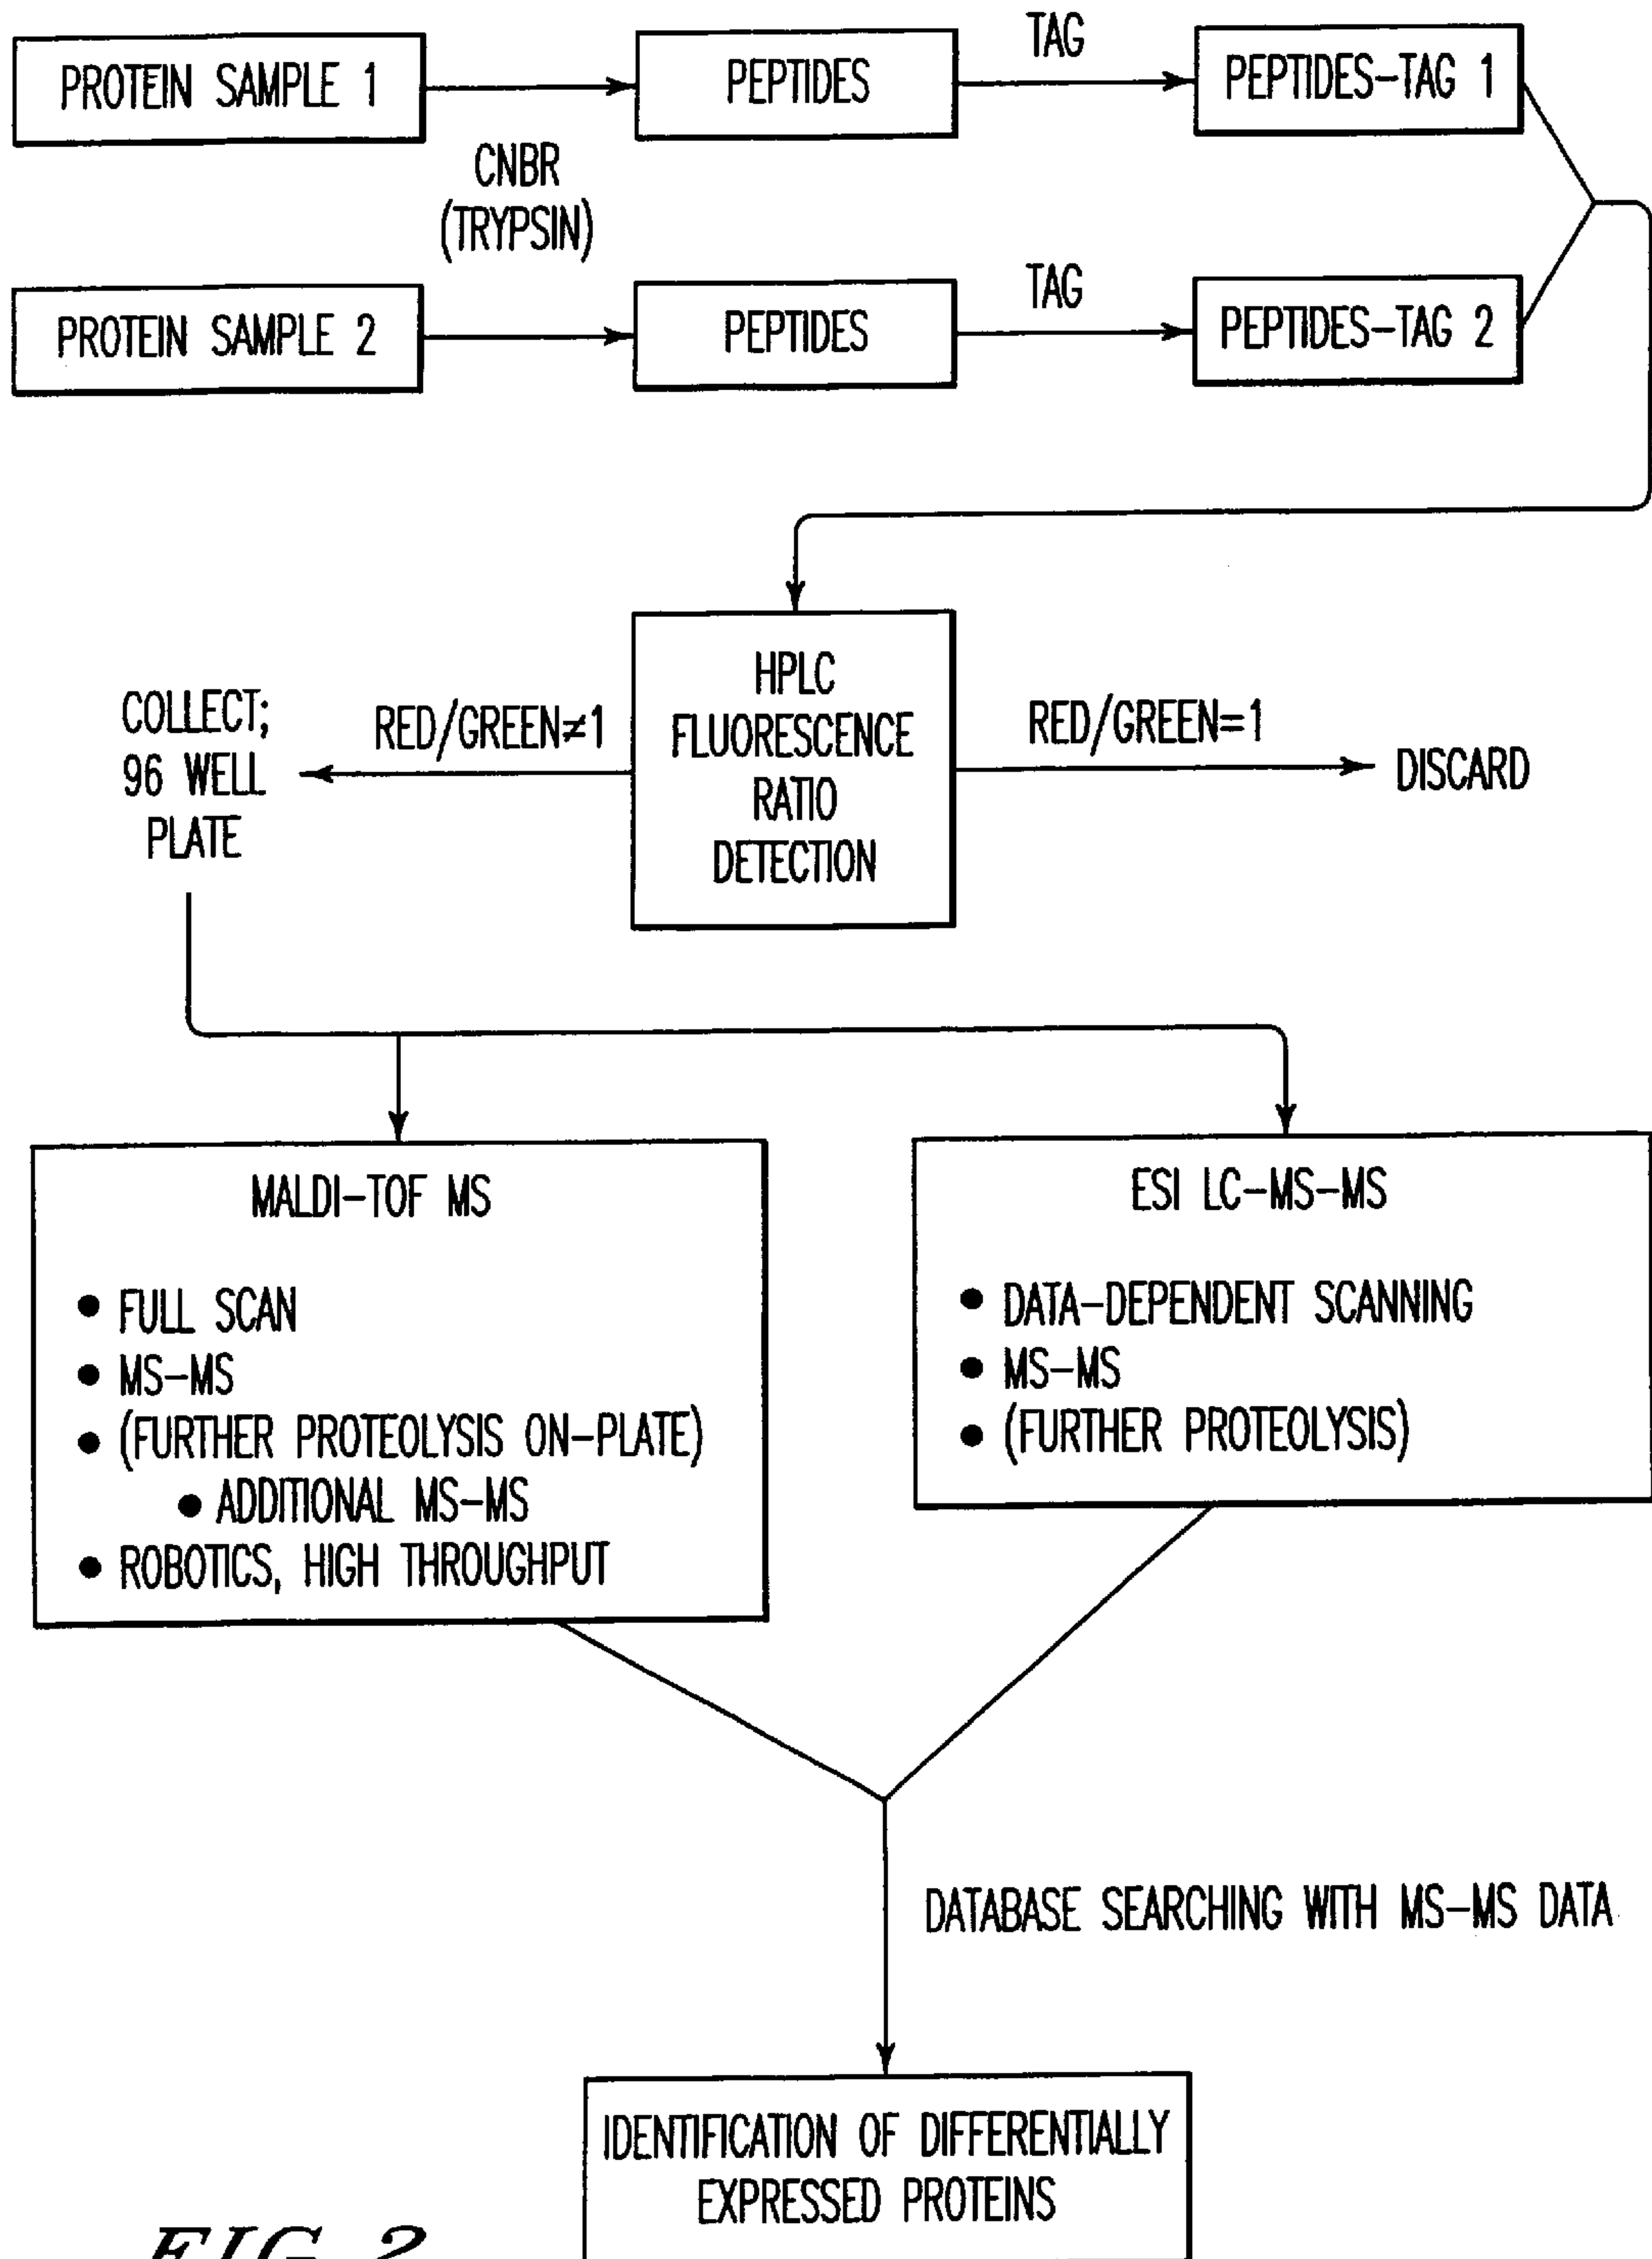 PROTEIN SAMPLE 1
PEPTIDES
TAG
PEPTIDES-TAG 1
CNBR
(TRYPSIN)
PROTEIN SAMPLE 2
PEPTIDES
TAG
PEPTIDES-TAG 2
HPLC
FLUORESCENCE
RATIO
DETECTION
RED/GREEN≠1
COLLECT;
96 WELL
PLATE
RED/GREEN=1
DISCARD
MALDI-TOF MS
• FULL SCAN
• MS-MS
• (FURTHER PROTEOLYSIS ON-PLATE)
• ADDITIONAL MS-MS
• ROBOTICS, HIGH THROUGHPUT
ESI LC-MS-MS
• DATA-DEPENDENT SCANNING
• MS-MS
• (FURTHER PROTEOLYSIS)
DATABASE SEARCHING WITH MS-MS DATA
IDENTIFICATION OF DIFFERENTIALLY
EXPRESSED PROTEINS
FIG. 2